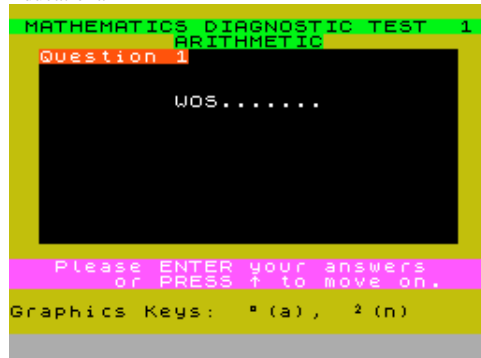 MATHEMATICS DIAGNOSTIC TEST 1
ARITHMETIC
Question 1
WOS.......
Please ENTER your answers
or PRESS ↑ to move on.
Graphics Keys: º(a), ²(n)